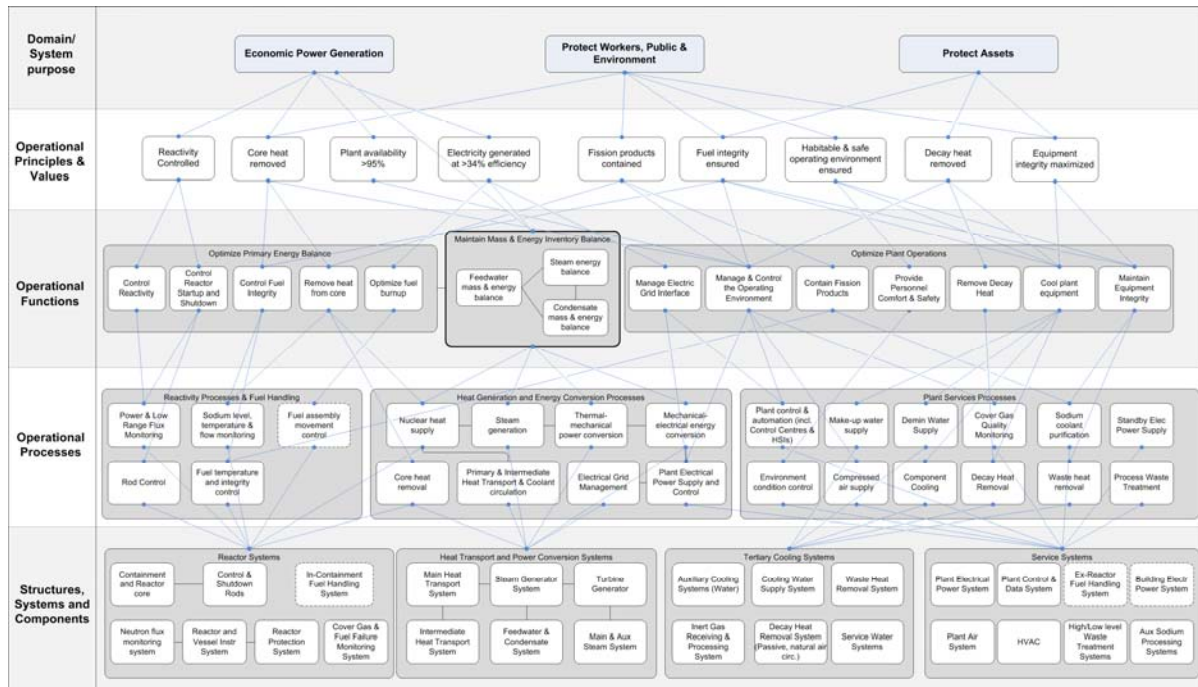 Domain/
System
purpose
Economic Power Generation
Protect Workers, Public &
Environment
Protect Assets
Operational
Principles &
Values
Reactivity
Controlled
Core heat
removed
Plant availability
>95%
Electricity generated
at >34% efficiency
Fission products
contained
Fuel integrity
ensured
Habitable & safe
operating environment
ensured
Decay heat
removed
Equipment
integrity maximized
Operational
Functions
Optimize Primary Energy Balance
Control
Reactivity
Control
Reactor
Startup and
Shutdown
Control Fuel
Integrity
Remove heat
from core
Optimize fuel
burnup
Maintain Mass & Energy Inventory Balance
Feedwater
mass & energy
balance
Steam energy
balance
Condensate
mass & energy
balance
Optimize Plant Operations
Manage Electric
Grid Interface
Manage & Control
the Operating
Environment
Contain Fission
Products
Provide
Personnel
Comfort & Safety
Remove Decay
Heat
Cool plant
equipment
Maintain
Equipment
Integrity
Operational
Processes
Reactivity Processes & Fuel Handling
Power & Low
Range Flux
Monitoring
Sodium level,
temperature &
flow monitoring
Fuel assembly
movement
control
Rod Control
Fuel temperature
and integrity
control
Heat Generation and Energy Conversion Processes
Nuclear heat
supply
Steam
generation
Thermal-
mechanical
power conversion
Mechanical-
electrical energy
conversion
Core heat
removal
Primary & Intermediate
Heat Transport & Coolant
circulation
Electrical Grid
Management
Plant Electrical
Power Supply and
Control
Plant Services Processes
Plant control &
automation (incl.
Control Centres &
HSIs)
Make-up water
supply
Demin Water
Supply
Cover Gas
Quality
Monitoring
Sodium
coolant
purification
Standby Elec
Power Supply
Environment
condition control
Compressed
air supply
Component
Cooling
Decay Heat
Removal
Waste heat
removal
Process Waste
Treatment
Structures,
Systems and
Components
Reactor Systems
Containment
and Reactor
core
Control &
Shutdown
Rods
In-Containment
Fuel Handling
System
Neutron flux
monitoring
system
Reactor and
Vessel Instr
System
Reactor
Protection
System
Cover Gas &
Fuel Failure
Monitoring
System
Heat Transport and Power Conversion Systems
Main Heat
Transport
System
Steam Generator
System
Turbine
Generator
Intermediate
Heat Transport
System
Feedwater &
Condensate
System
Main & Aux
Steam System
Tertiary Cooling Systems
Auxiliary Cooling
Systems (Water)
Cooling Water
Supply System
Waste Heat
Removal System
Inert Gas
Receiving &
Processing
System
Decay Heat
Removal System
(Passive, natural air
circ.)
Service Water
Systems
Service Systems
Plant Electrical
Power System
Plant Control &
Data System
Ex-Reactor
Fuel Handling
System
Building Electr
Power System
Plant Air
System
HVAC
High/Low level
Waste
Treatment
Systems
Aux Sodium
Processing
Systems